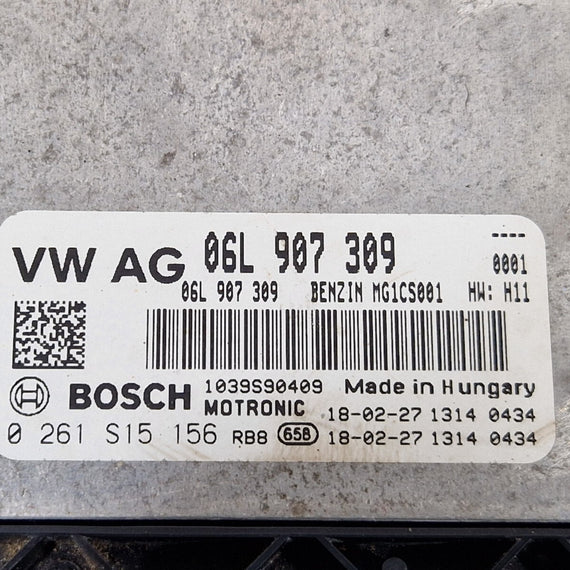 VW AG 06L 907 309 ----
0001
06L 907 309 BENZIN MG1CS001 HW: H11
BOSCH 1039S90409 Made in Hungary
MOTRONIC 18-02-27 1314 0434
0 261 S15 156 RB8 658 18-02-27 1314 0434